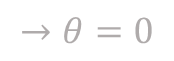 → θ = 0